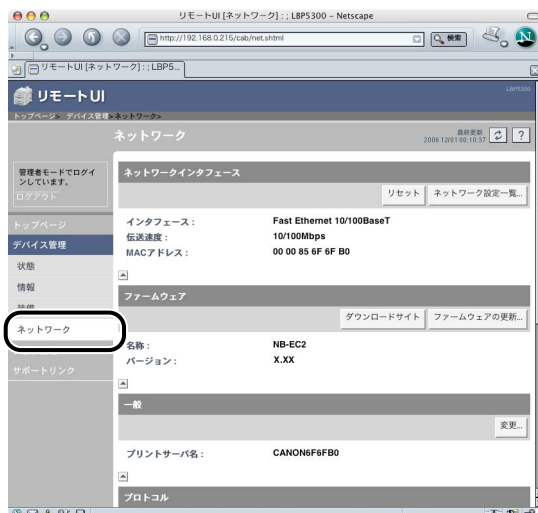 リモートUI [ネットワーク] : ; LBP5300 – Netscape
http://192.168.0.215/cab/net.shtml
検索
リモートUI [ネットワーク] : ; LBP5...
リモートUI
LBP5300
トップページ> デバイス管理>ネットワーク>
ネットワーク
最終更新
2006 12/01 00:10:37
?
管理者モードでログインしています。
ログアウト
トップページ
デバイス管理
状態
情報
ネットワーク
サポートリンク
ネットワークインタフェース
リセット
ネットワーク設定一覧...
インタフェース : Fast Ethernet 10/100BaseT
伝送速度 : 10/100Mbps
MACアドレス : 00 00 85 6F 6F B0
ファームウェア
ダウンロードサイト
ファームウェアの更新...
名称 : NB-EC2
バージョン : X.XX
一般
変更...
プリントサーバ名 : CANON6F6FB0
プロトコル